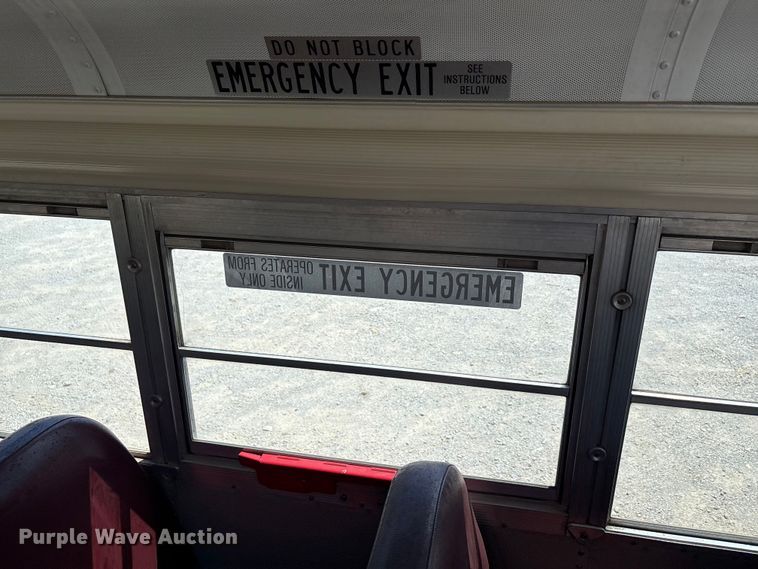 DO NOT BLOCK
EMERGENCY EXIT SEE INSTRUCTIONS BELOW
EMERGENCY EXIT OPERATES FROM INSIDE ONLY
Purple Wave Auction